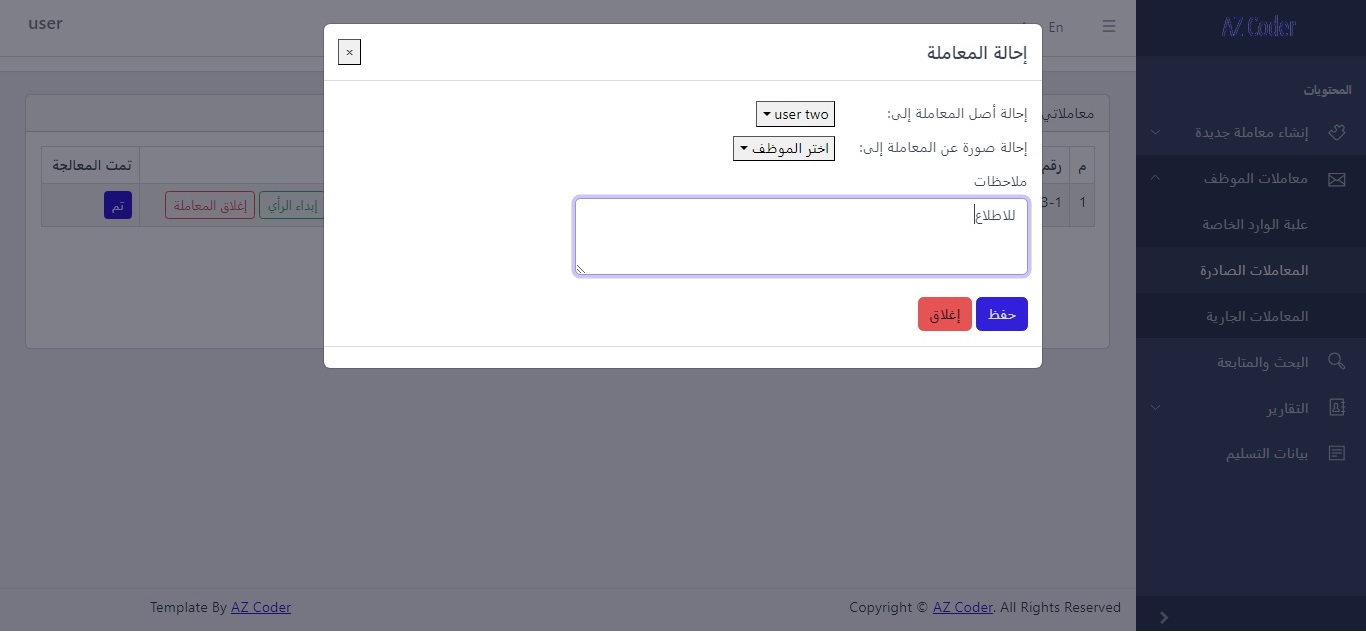 user
En
AZ Coder
إحالة المعاملة
×
إحالة أصل المعاملة إلى:
user two
إحالة صورة عن المعاملة إلى:
اختر الموظف
ملاحظات
للاطلاع
حفظ
إغلاق
معاملاتي
م
رقم
تمت المعالجة
1
3-1
إبداء الرأي
إغلاق المعاملة
تم
المحتويات
إنشاء معاملة جديدة
معاملات الموظف
علبة الوارد الخاصة
المعاملات الصادرة
المعاملات الجارية
البحث والمتابعة
التقارير
بيانات التسليم
Copyright © AZ Coder. All Rights Reserved
Template By AZ Coder